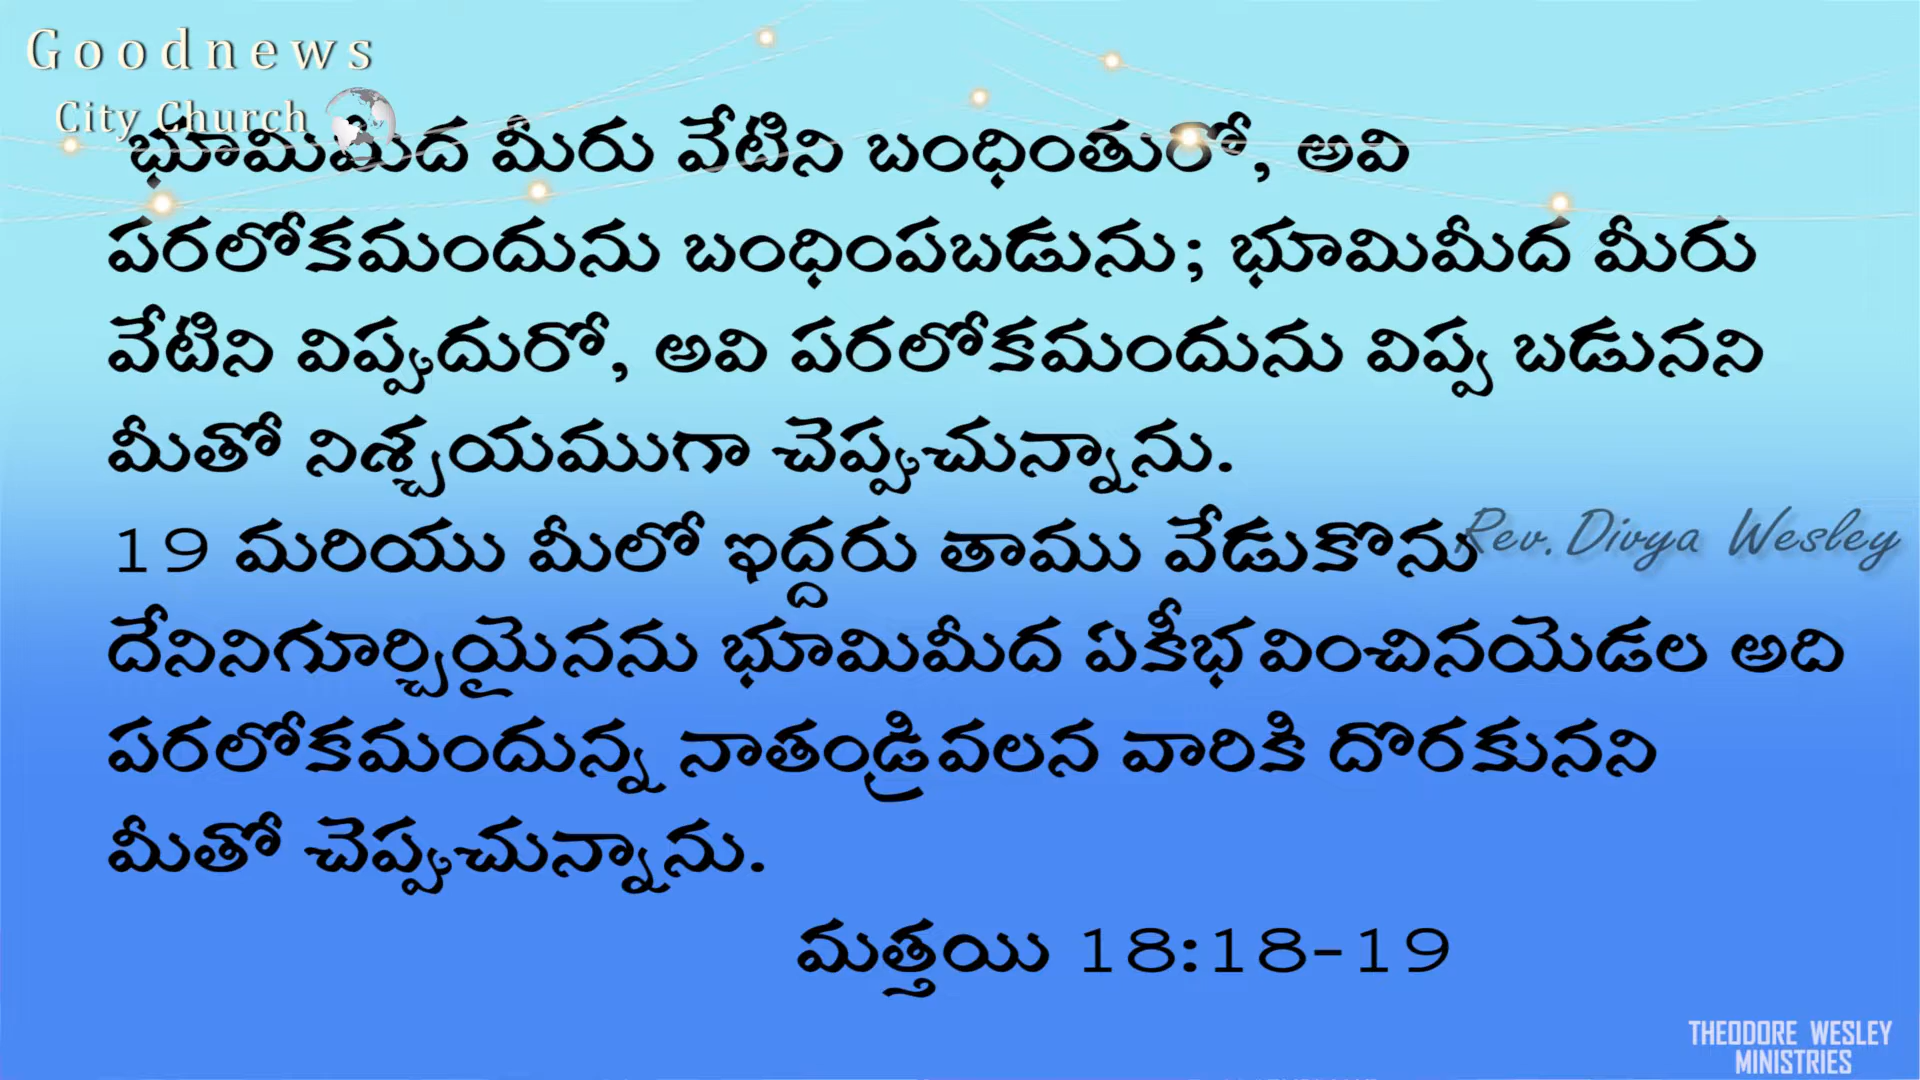 Goodnews
City Church
భూమిమీద మీరు వేటిని బంధింతురో, అవి
పరలోకమందును బంధింపబడును; భూమిమీద మీరు
వేటిని విప్పుదురో, అవి పరలోకమందును విప్ప బడునని
మీతో నిశ్చయముగా చెప్పుచున్నాను.
19 మరియు మీలో ఇద్దరు తాము వేడుకొను
Rev. Divya Wesley
దేనినిగూర్చియైనను భూమిమీద ఏకీభవించినయెడల అది
పరలోకమందున్న నాతండ్రివలన వారికి దొరకునని
మీతో చెప్పుచున్నాను.
మత్తయి 18:18-19
THEODORE WESLEY
MINISTRIES